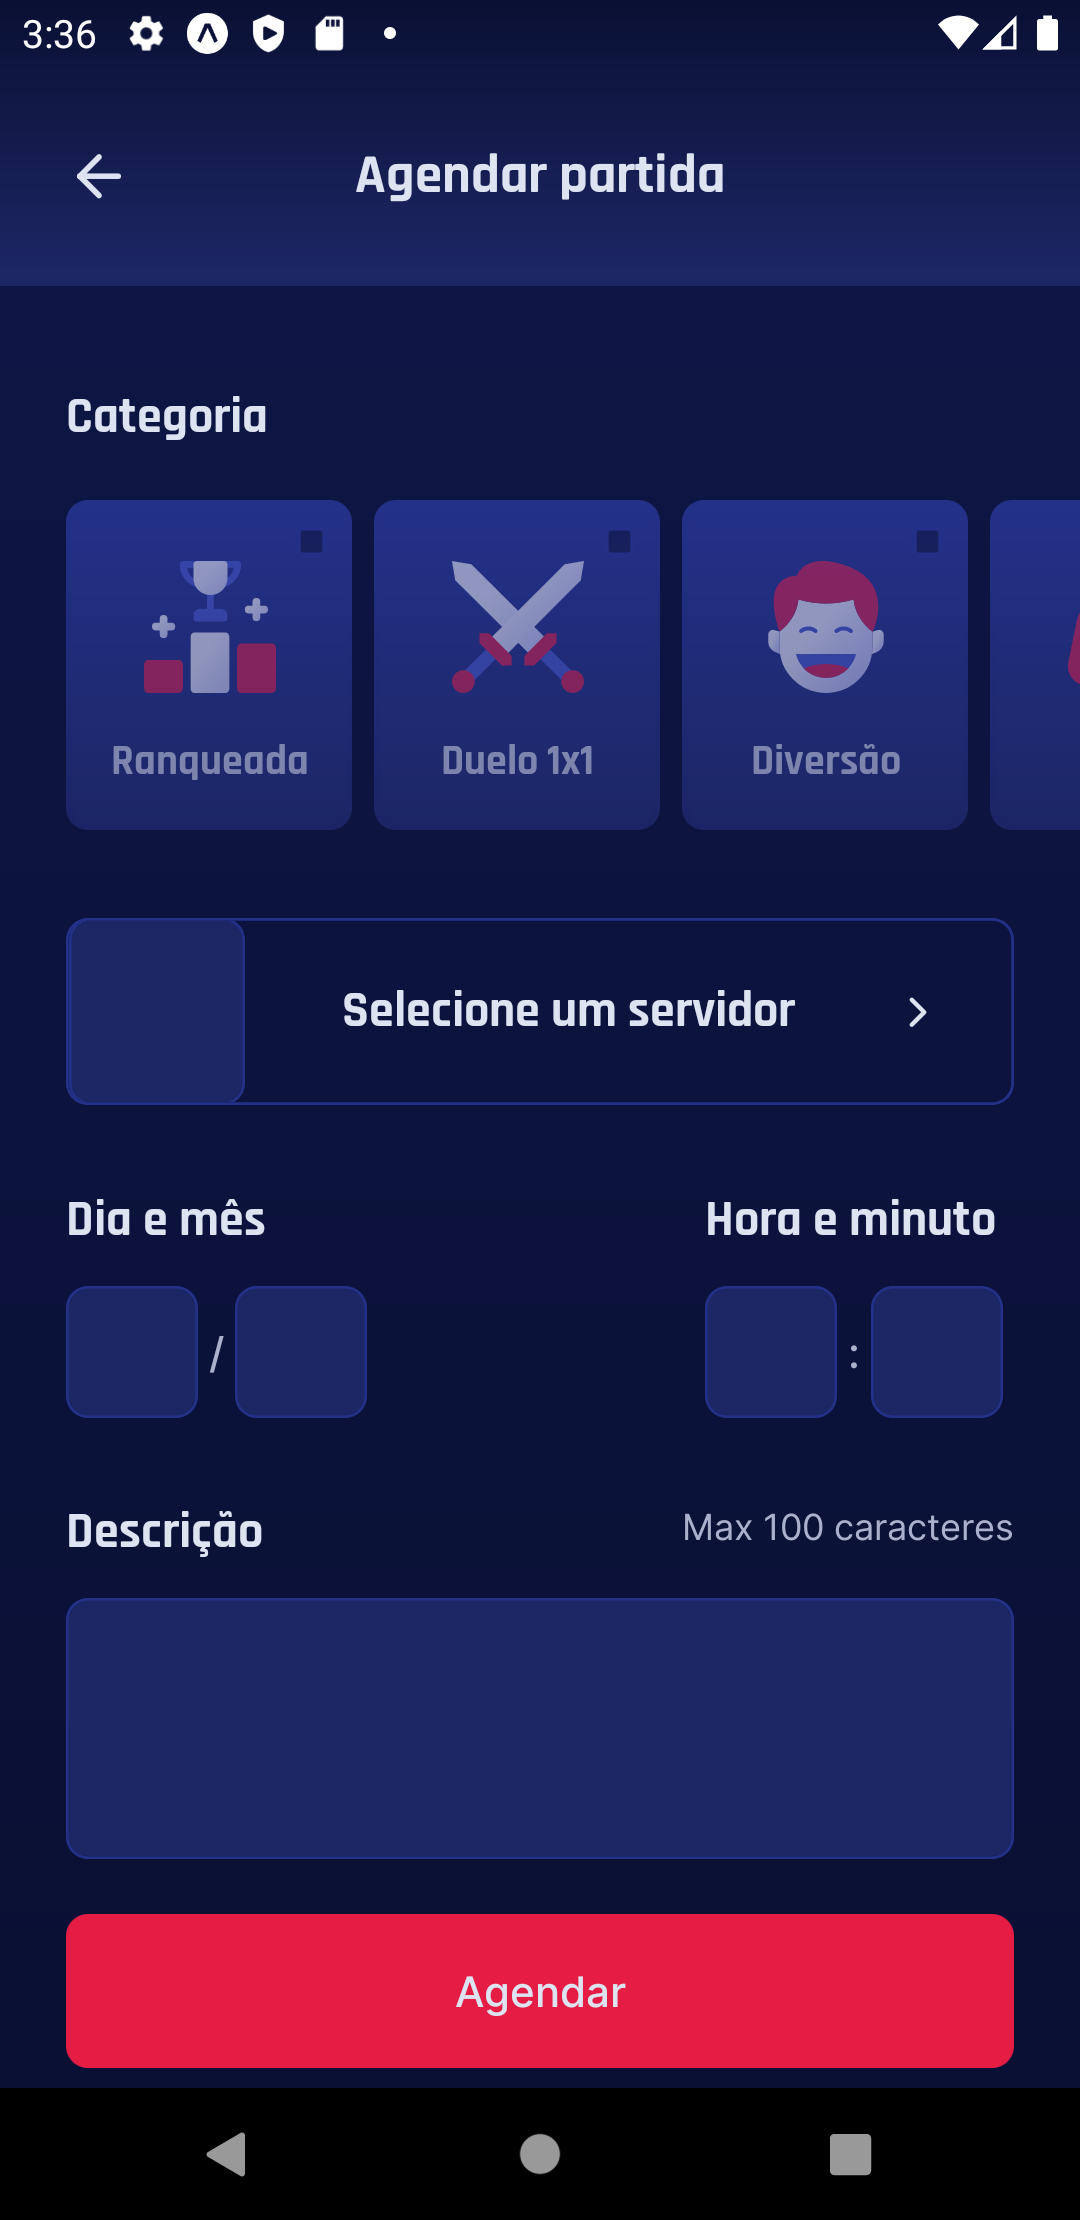 3:36
Agendar partida
Categoria
Ranqueada
Duelo 1x1
Diversão
Selecione um servidor
Dia e mês
Hora e minuto
/
:
Descrição
Max 100 caracteres
Agendar